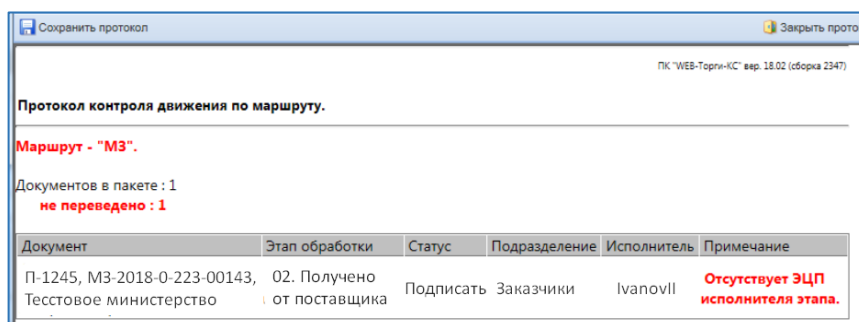 Сохранить протокол
Закрыть прото
ПК "WEB-Торги-КС" вер. 18.02 (сборка 2347)
Протокол контроля движения по маршруту.
Маршрут - "МЗ".
Документов в пакете : 1
не переведено : 1
Документ Этап обработки Статус Подразделение Исполнитель Примечание
П-1245, МЗ-2018-0-223-00143, 02. Получено Отсутствует ЭЦП
Тесстовое министерство от поставщика Подписать Заказчики IvanovII исполнителя этапа.